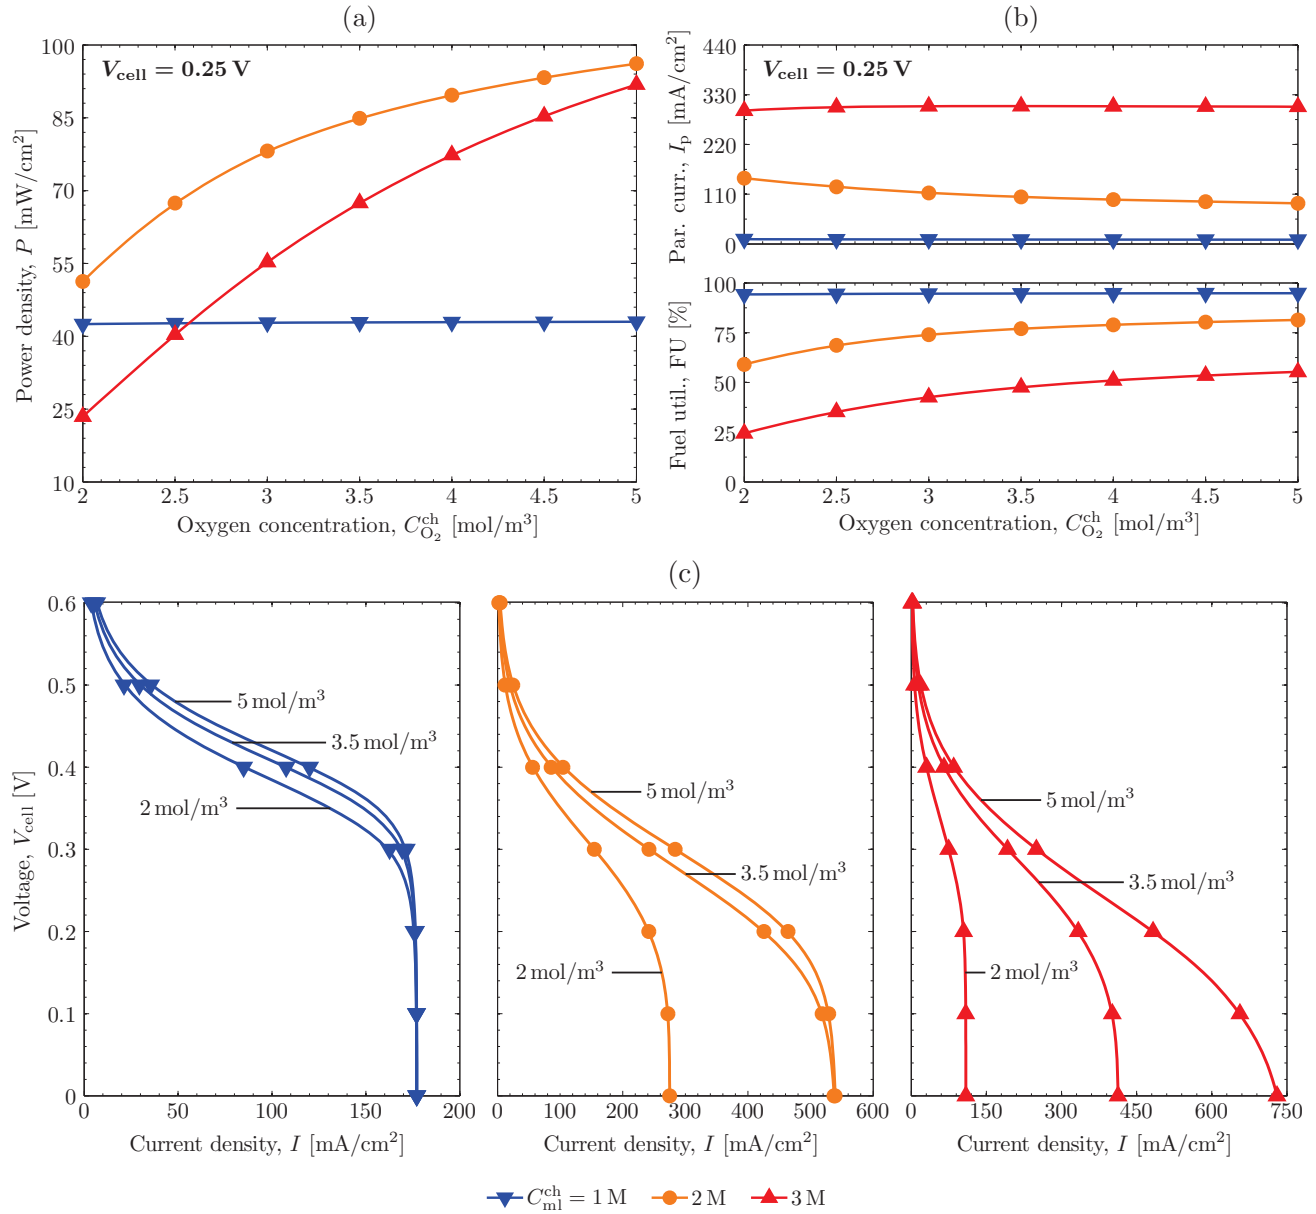 (a)
V_cell = 0.25 V
100
85
70
55
40
25
10
Power density, P [mW/cm²]
2 2.5 3 3.5 4 4.5 5
Oxygen concentration, C_O₂^ch [mol/m³]
(b)
V_cell = 0.25 V
440
330
220
110
0
Par. curr., I_p [mA/cm²]
100
75
50
25
0
Fuel util., FU [%]
2 2.5 3 3.5 4 4.5 5
Oxygen concentration, C_O₂^ch [mol/m³]
(c)
0.6
0.5
0.4
0.3
0.2
0.1
0
Voltage, V_cell [V]
5 mol/m³
3.5 mol/m³
2 mol/m³
0 50 100 150 200
Current density, I [mA/cm²]
5 mol/m³
3.5 mol/m³
2 mol/m³
0 100 200 300 400 500 600
Current density, I [mA/cm²]
5 mol/m³
3.5 mol/m³
2 mol/m³
0 150 300 450 600 750
Current density, I [mA/cm²]
C_ml^ch = 1 M 2 M 3 M